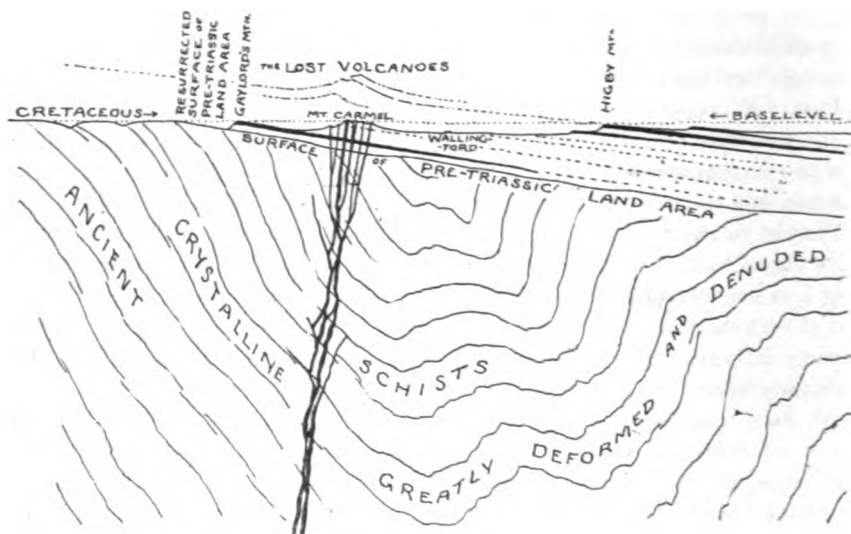 RESURRECTED
SURFACE OF
PRE-TRIASSIC
LAND AREA
GAYLORD'S MTN.
THE LOST VOLCANOES
HIGBY MTN.
CRETACEOUS→
MT. CARMEL
←BASELEVEL
WALLING-
FORD
SURFACE OF PRE-TRIASSIC LAND AREA
ANCIENT
CRYSTALLINE
SCHISTS
GREATLY DEFORMED AND DENUDED